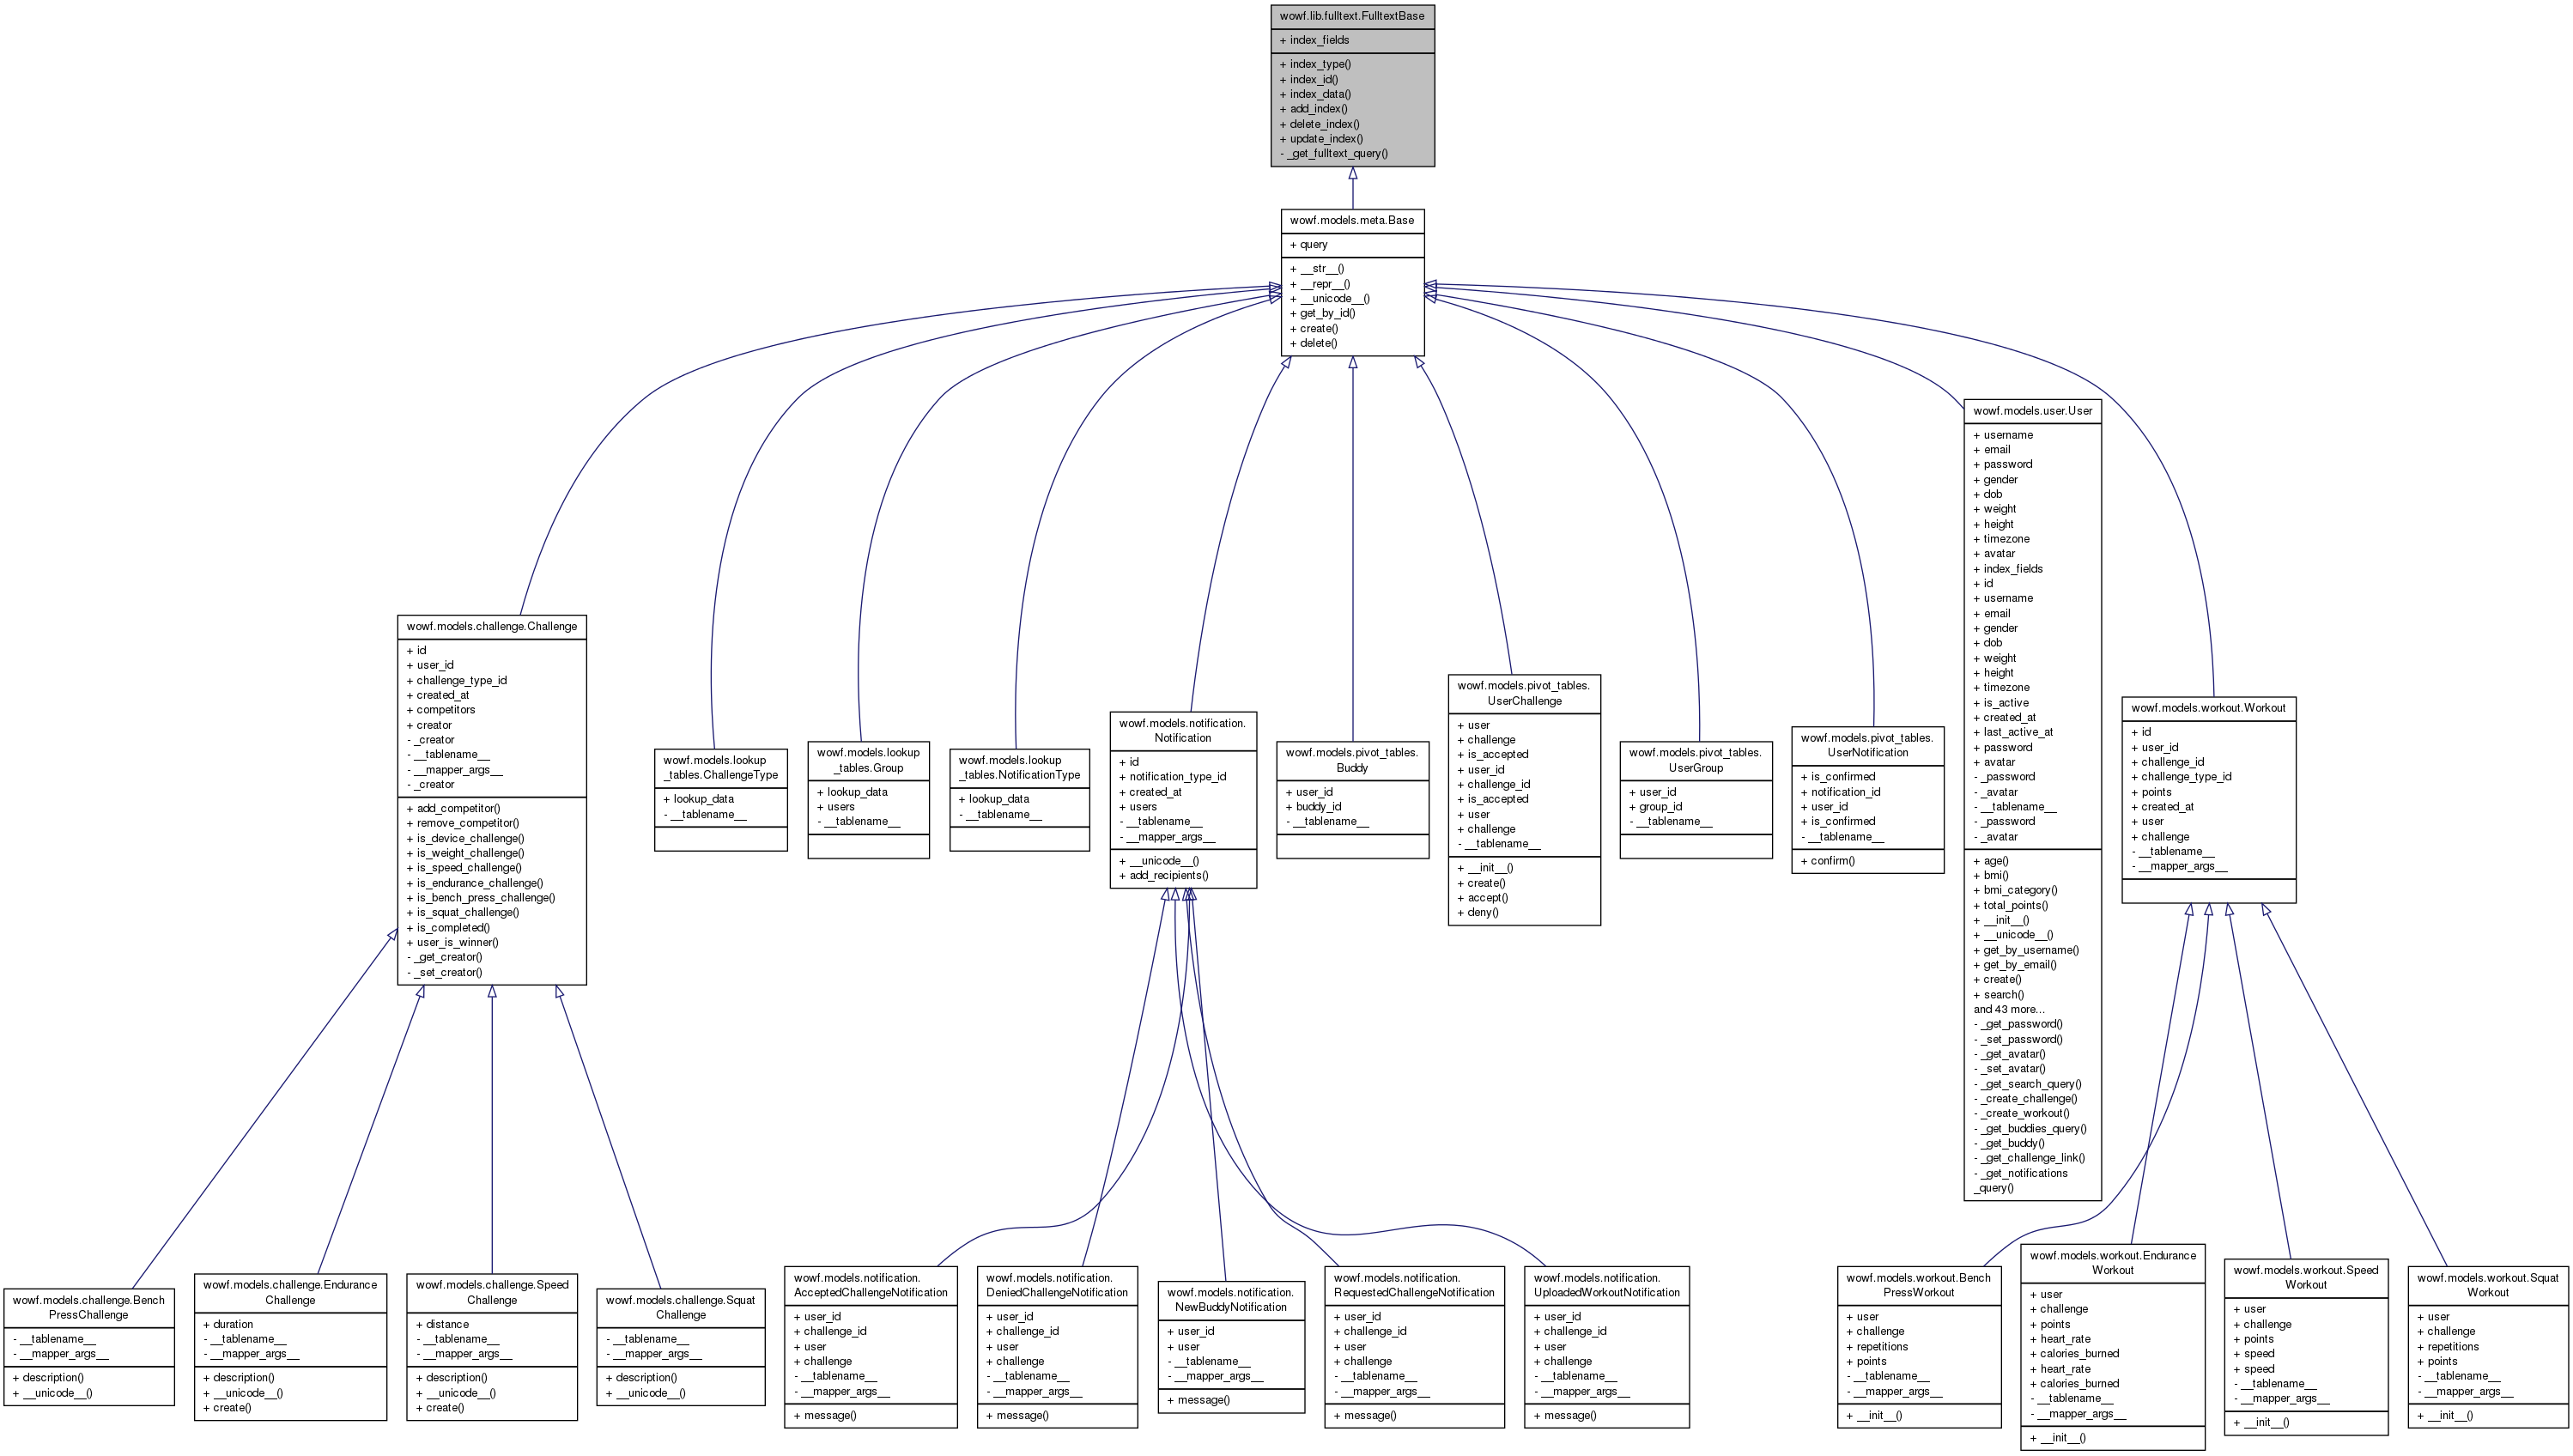 wowf.lib.fulltext.FulltextBase
+ index_fields
+ index_type()
+ index_id()
+ index_data()
+ add_index()
+ delete_index()
+ update_index()
- _get_fulltext_query()
wowf.models.meta.Base
+ query
+ __str__()
+ __repr__()
+ __unicode__()
+ get_by_id()
+ create()
+ delete()
wowf.models.challenge.Challenge
+ id
+ user_id
+ challenge_type_id
+ created_at
+ competitors
+ creator
- _creator
- __tablename__
- __mapper_args__
- _creator
+ add_competitor()
+ remove_competitor()
+ is_device_challenge()
+ is_weight_challenge()
+ is_speed_challenge()
+ is_endurance_challenge()
+ is_bench_press_challenge()
+ is_squat_challenge()
+ is_completed()
+ user_is_winner()
- _get_creator()
- _set_creator()
wowf.models.lookup
_tables.ChallengeType
+ lookup_data
- __tablename__
wowf.models.lookup
_tables.Group
+ lookup_data
+ users
- __tablename__
wowf.models.lookup
_tables.NotificationType
+ lookup_data
- __tablename__
wowf.models.notification.
Notification
+ id
+ notification_type_id
+ created_at
+ users
- __tablename__
- __mapper_args__
+ __unicode__()
+ add_recipients()
wowf.models.pivot_tables.
Buddy
+ user_id
+ buddy_id
- __tablename__
wowf.models.pivot_tables.
UserChallenge
+ user
+ challenge
+ is_accepted
+ user_id
+ challenge_id
+ is_accepted
+ user
+ challenge
- __tablename__
+ __init__()
+ create()
+ accept()
+ deny()
wowf.models.pivot_tables.
UserGroup
+ user_id
+ group_id
- __tablename__
wowf.models.pivot_tables.
UserNotification
+ is_confirmed
+ notification_id
+ user_id
+ is_confirmed
- __tablename__
+ confirm()
wowf.models.user.User
+ username
+ email
+ password
+ gender
+ dob
+ weight
+ height
+ timezone
+ avatar
+ index_fields
+ id
+ username
+ email
+ gender
+ dob
+ weight
+ height
+ timezone
+ is_active
+ created_at
+ last_active_at
+ password
+ avatar
- _password
- _avatar
- __tablename__
- _password
- _avatar
+ age()
+ bmi()
+ bmi_category()
+ total_points()
+ __init__()
+ __unicode__()
+ get_by_username()
+ get_by_email()
+ create()
+ search()
and 43 more...
- _get_password()
- _set_password()
- _get_avatar()
- _set_avatar()
- _get_search_query()
- _create_challenge()
- _create_workout()
- _get_buddies_query()
- _get_buddy()
- _get_challenge_link()
- _get_notifications
_query()
wowf.models.workout.Workout
+ id
+ user_id
+ challenge_id
+ challenge_type_id
+ points
+ created_at
+ user
+ challenge
- __tablename__
- __mapper_args__
wowf.models.challenge.Bench
PressChallenge
- __tablename__
- __mapper_args__
+ description()
+ __unicode__()
wowf.models.challenge.Endurance
Challenge
+ duration
- __tablename__
- __mapper_args__
+ description()
+ __unicode__()
+ create()
wowf.models.challenge.Speed
Challenge
+ distance
- __tablename__
- __mapper_args__
+ description()
+ __unicode__()
+ create()
wowf.models.challenge.Squat
Challenge
- __tablename__
- __mapper_args__
+ description()
+ __unicode__()
wowf.models.notification.
AcceptedChallengeNotification
+ user_id
+ challenge_id
+ user
+ challenge
- __tablename__
- __mapper_args__
+ message()
wowf.models.notification.
DeniedChallengeNotification
+ user_id
+ challenge_id
+ user
+ challenge
- __tablename__
- __mapper_args__
+ message()
wowf.models.notification.
NewBuddyNotification
+ user_id
+ user
- __tablename__
- __mapper_args__
+ message()
wowf.models.notification.
RequestedChallengeNotification
+ user_id
+ challenge_id
+ user
+ challenge
- __tablename__
- __mapper_args__
+ message()
wowf.models.notification.
UploadedWorkoutNotification
+ user_id
+ challenge_id
+ user
+ challenge
- __tablename__
- __mapper_args__
+ message()
wowf.models.workout.Bench
PressWorkout
+ user
+ challenge
+ repetitions
+ points
- __tablename__
- __mapper_args__
+ __init__()
wowf.models.workout.Endurance
Workout
+ user
+ challenge
+ points
+ heart_rate
+ calories_burned
+ heart_rate
+ calories_burned
- __tablename__
- __mapper_args__
+ __init__()
wowf.models.workout.Speed
Workout
+ user
+ challenge
+ points
+ speed
+ speed
- __tablename__
- __mapper_args__
+ __init__()
wowf.models.workout.Squat
Workout
+ user
+ challenge
+ repetitions
+ points
- __tablename__
- __mapper_args__
+ __init__()